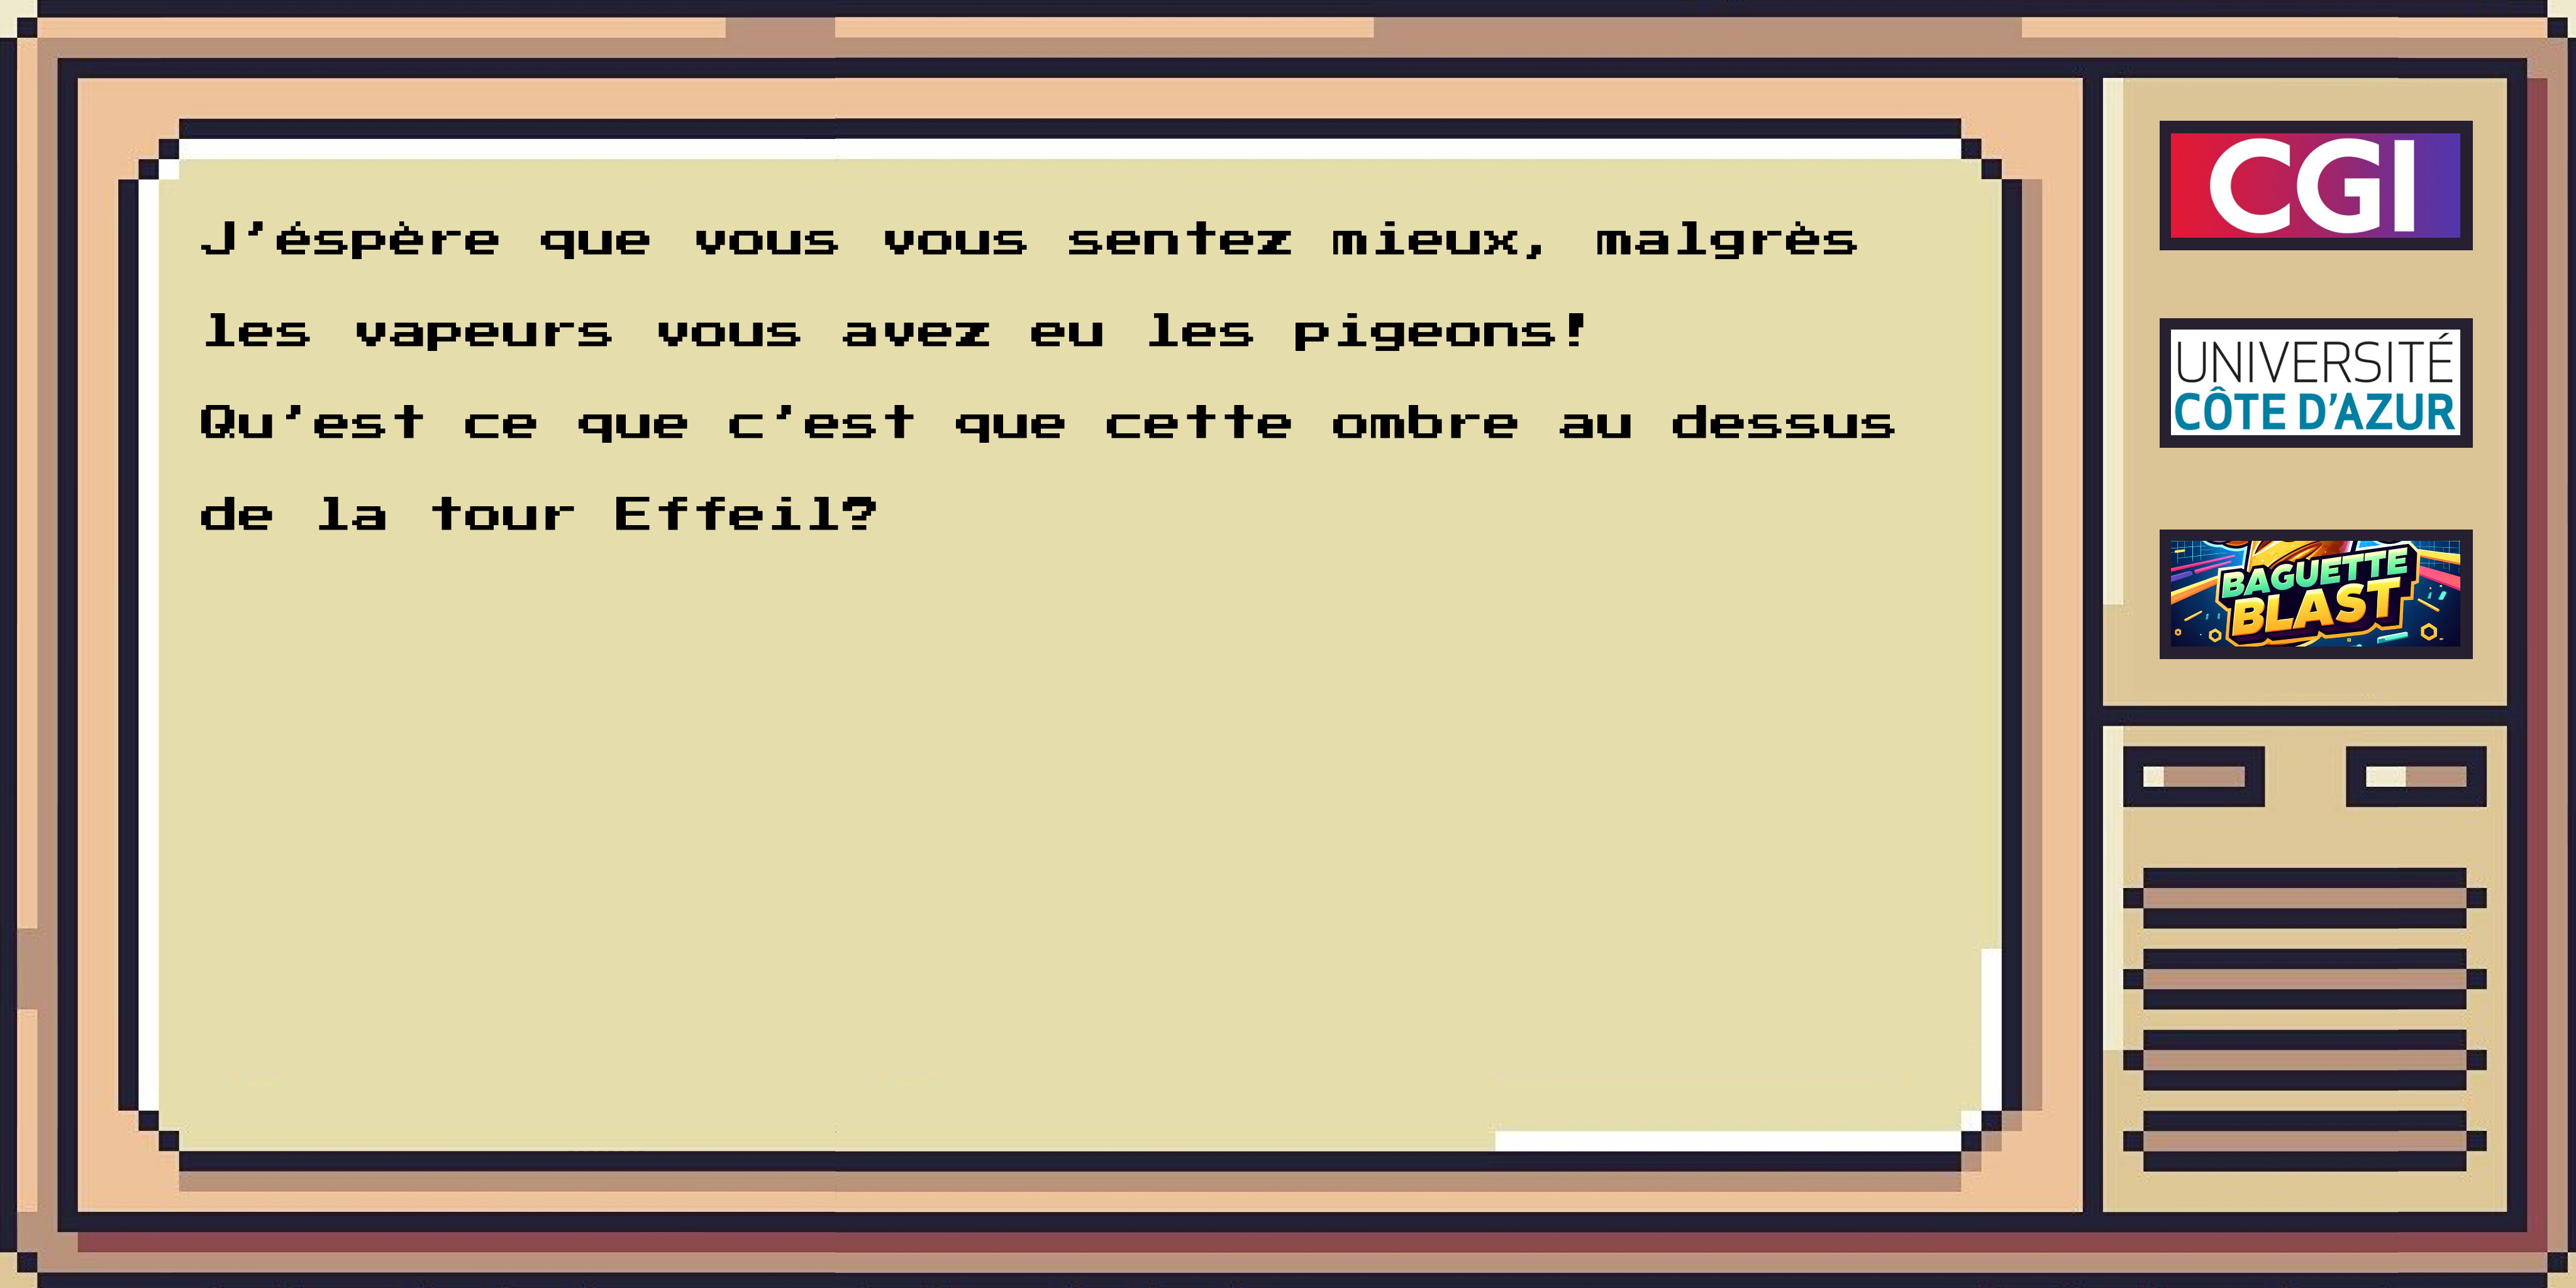 J'éspère que vous vous sentez mieux, malgrès
les vapeurs vous avez eu les pigeons!
Qu'est ce que c'est que cette ombre au dessus
de la tour Effeil?
CGI
UNIVERSITÉ
CÔTE D'AZUR
BAGUETTE
BLAST